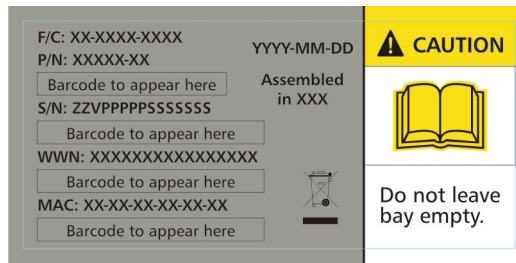 F/C: XX-XXXX-XXXX
P/N: XXXXX-XX
Barcode to appear here
S/N: ZZVPPPPPSSSSSSS
Barcode to appear here
WWN: XXXXXXXXXXXXXXXX
Barcode to appear here
MAC: XX-XX-XX-XX-XX-XX
Barcode to appear here
YYYY-MM-DD
Assembled
in XXX
CAUTION
Do not leave
bay empty.